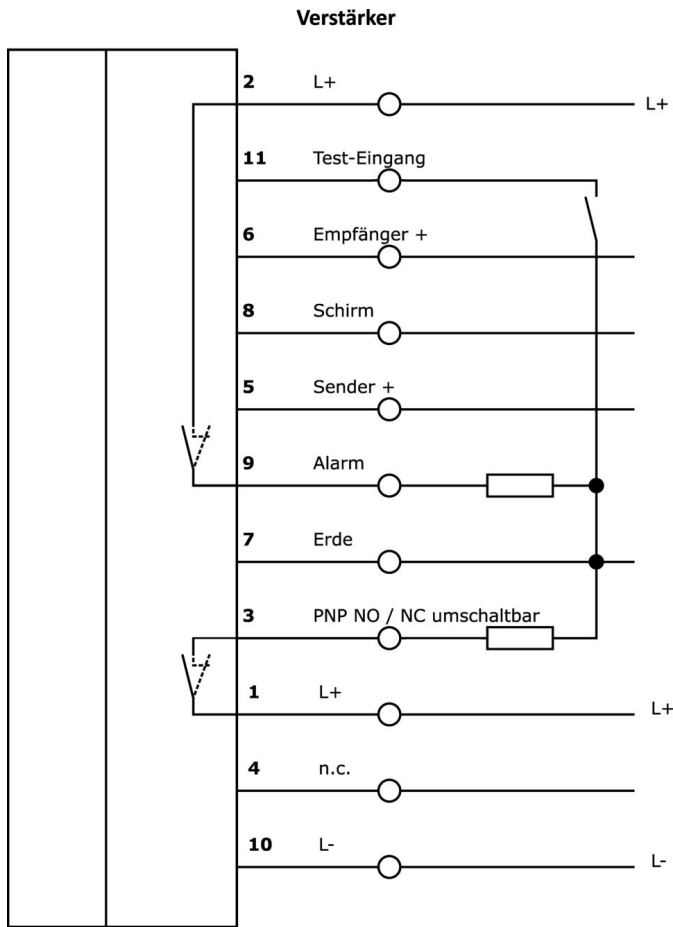 Verstärker
2 L+
L+
11 Test-Eingang
6 Empfänger +
8 Schirm
5 Sender +
9 Alarm
7 Erde
3 PNP NO / NC umschaltbar
1 L+
L+
4 n.c.
10 L-
L-